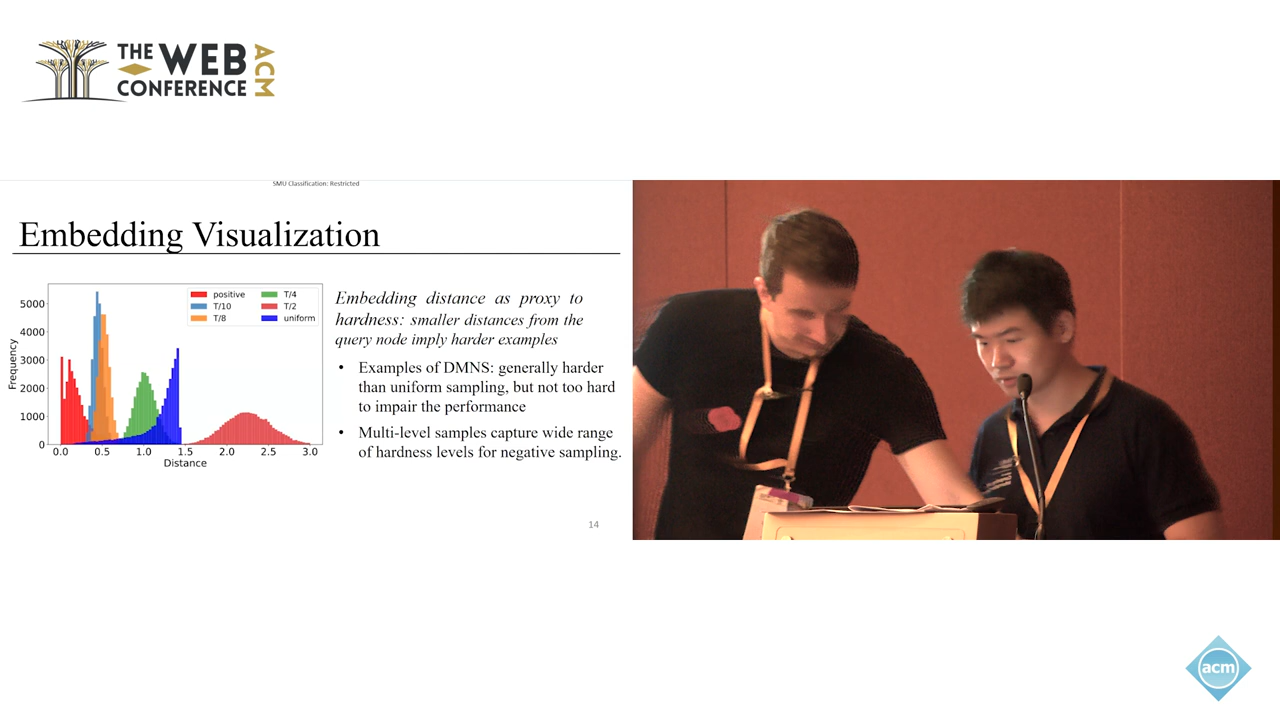 THE WEB
CONFERENCE
ACM
SMU Classification: Restricted
Embedding Visualization
positive
T/10
T/8
T/4
T/2
uniform
5000
4000
3000
2000
1000
0
Frequency
0.0 0.5 1.0 1.5 2.0 2.5 3.0
Distance
Embedding distance as proxy to
hardness: smaller distances from the
query node imply harder examples
• Examples of DMNS: generally harder
than uniform sampling, but not too hard
to impair the performance
• Multi-level samples capture wide range
of hardness levels for negative sampling.
14
acm